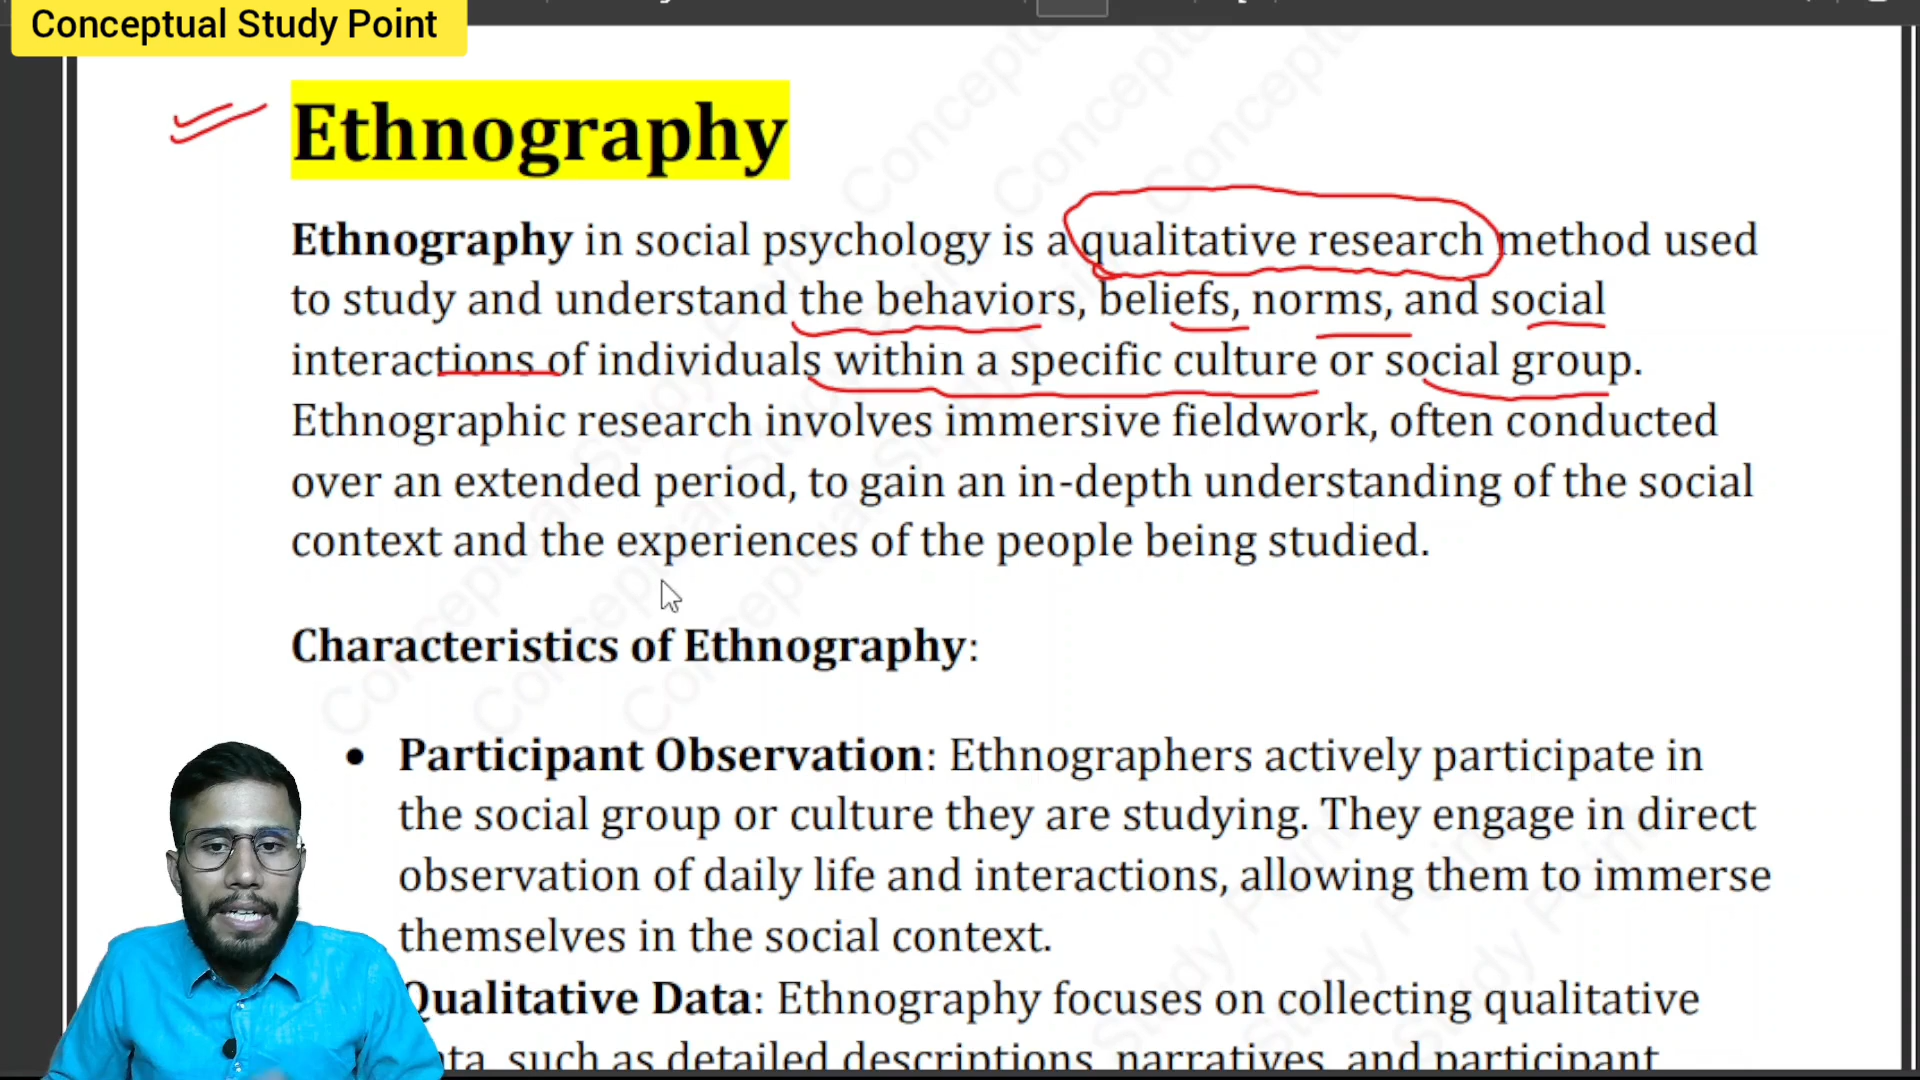 Conceptual Study Point
Ethnography
Ethnography in social psychology is a qualitative research method used
to study and understand the behaviors, beliefs, norms, and social
interactions of individuals within a specific culture or social group.
Ethnographic research involves immersive fieldwork, often conducted
over an extended period, to gain an in-depth understanding of the social
context and the experiences of the people being studied.
Characteristics of Ethnography:
• Participant Observation: Ethnographers actively participate in
the social group or culture they are studying. They engage in direct
observation of daily life and interactions, allowing them to immerse
themselves in the social context.
Qualitative Data: Ethnography focuses on collecting qualitative
such as detailed descriptions, narratives, and participant